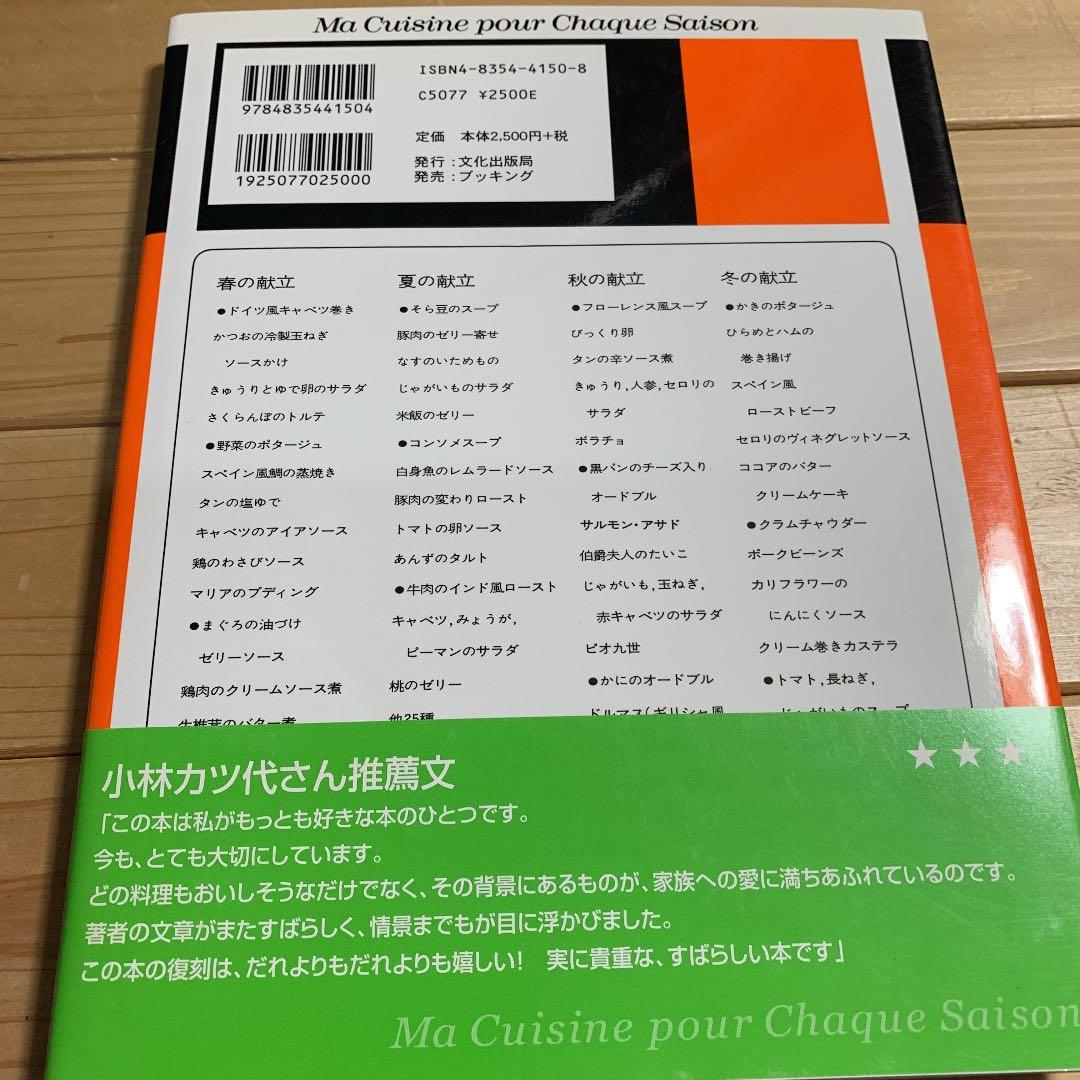 Ma Cuisine pour Chaque Saison
ISBN4-8354-4150-8
C5077 ¥2500E
9784835441504
定価 本体2,500円+税
発行:文化出版局
発売:ブッキング
1925077025000
春の献立
●ドイツ風キャベツ巻き
かつおの冷製玉ねぎ
ソースかけ
きゅうりとゆで卵のサラダ
さくらんぼのトルテ
●野菜のポタージュ
スペイン風鯛の蒸焼き
タンの塩ゆで
キャベツのアイアソース
鶏のわさびソース
マリアのプディング
●まぐろの油づけ
ゼリーソース
鶏肉のクリームソース煮
生椎茸のバター煮
夏の献立
●そら豆のスープ
豚肉のゼリー寄せ
なすのいためもの
じゃがいものサラダ
米飯のゼリー
●コンソメスープ
白身魚のレムラードソース
豚肉の変わりロースト
トマトの卵ソース
あんずのタルト
●牛肉のインド風ロースト
キャベツ,みょうが,
ピーマンのサラダ
桃のゼリー
他25種
秋の献立
●フローレンス風スープ
びっくり卵
タンの辛ソース煮
きゅうり,人参,セロリの
サラダ
ボラチョ
●黒パンのチーズ入り
オードブル
サルモン・アサド
伯爵夫人のたいこ
じゃがいも,玉ねぎ,
赤キャベツのサラダ
ピオ九世
●かにのオードブル
ドルマス(ギリシャ風
冬の献立
●かきのポタージュ
ひらめとハムの
巻き揚げ
スペイン風
ローストビーフ
セロリのヴィネグレットソース
ココアのバター
クリームケーキ
●クラムチャウダー
ポークビーンズ
カリフラワーの
にんにくソース
クリーム巻きカステラ
●トマト,長ねぎ,
じゃがいものスープ
小林カツ代さん推薦文
「この本は私がもっとも好きな本のひとつです。
今も、とても大切にしています。
どの料理もおいしそうなだけでなく、その背景にあるものが、家族への愛に満ちあふれているのです。
著者の文章がまたすばらしく、情景までもが目に浮かびました。
この本の復刻は、だれよりもだれよりも嬉しい! 実に貴重な、すばらしい本です」
Ma Cuisine pour Chaque Saison